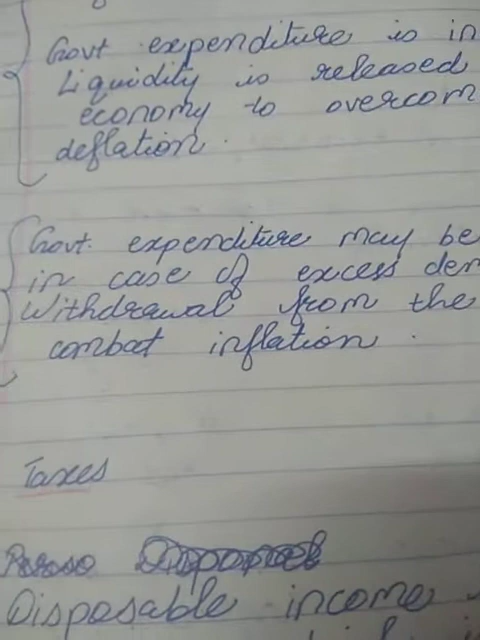 Govt expenditure is in
Liquidity is released
economy to overcom
deflation.
Govt. expenditure may be
in case of excess dem
Withdrawal from the
combat inflation.
Taxes
Disposable income